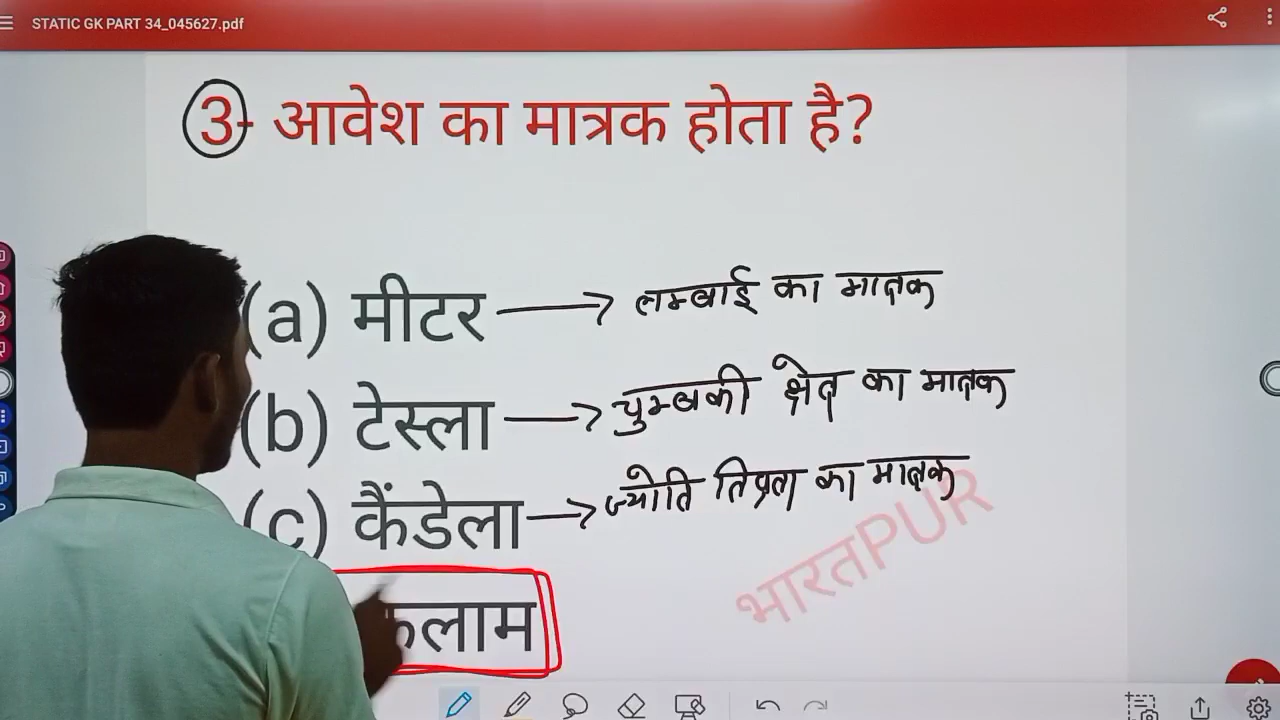 STATIC GK PART 34_045627.pdf
3- आवेश का मात्रक होता है?
(a) मीटर → लम्बाई का मात्रक
(b) टेस्ला → चुम्बकी क्षेत्र का मात्रक
(c) कैंडेला → ज्योति तिव्रता का मात्रक
भारतPUR